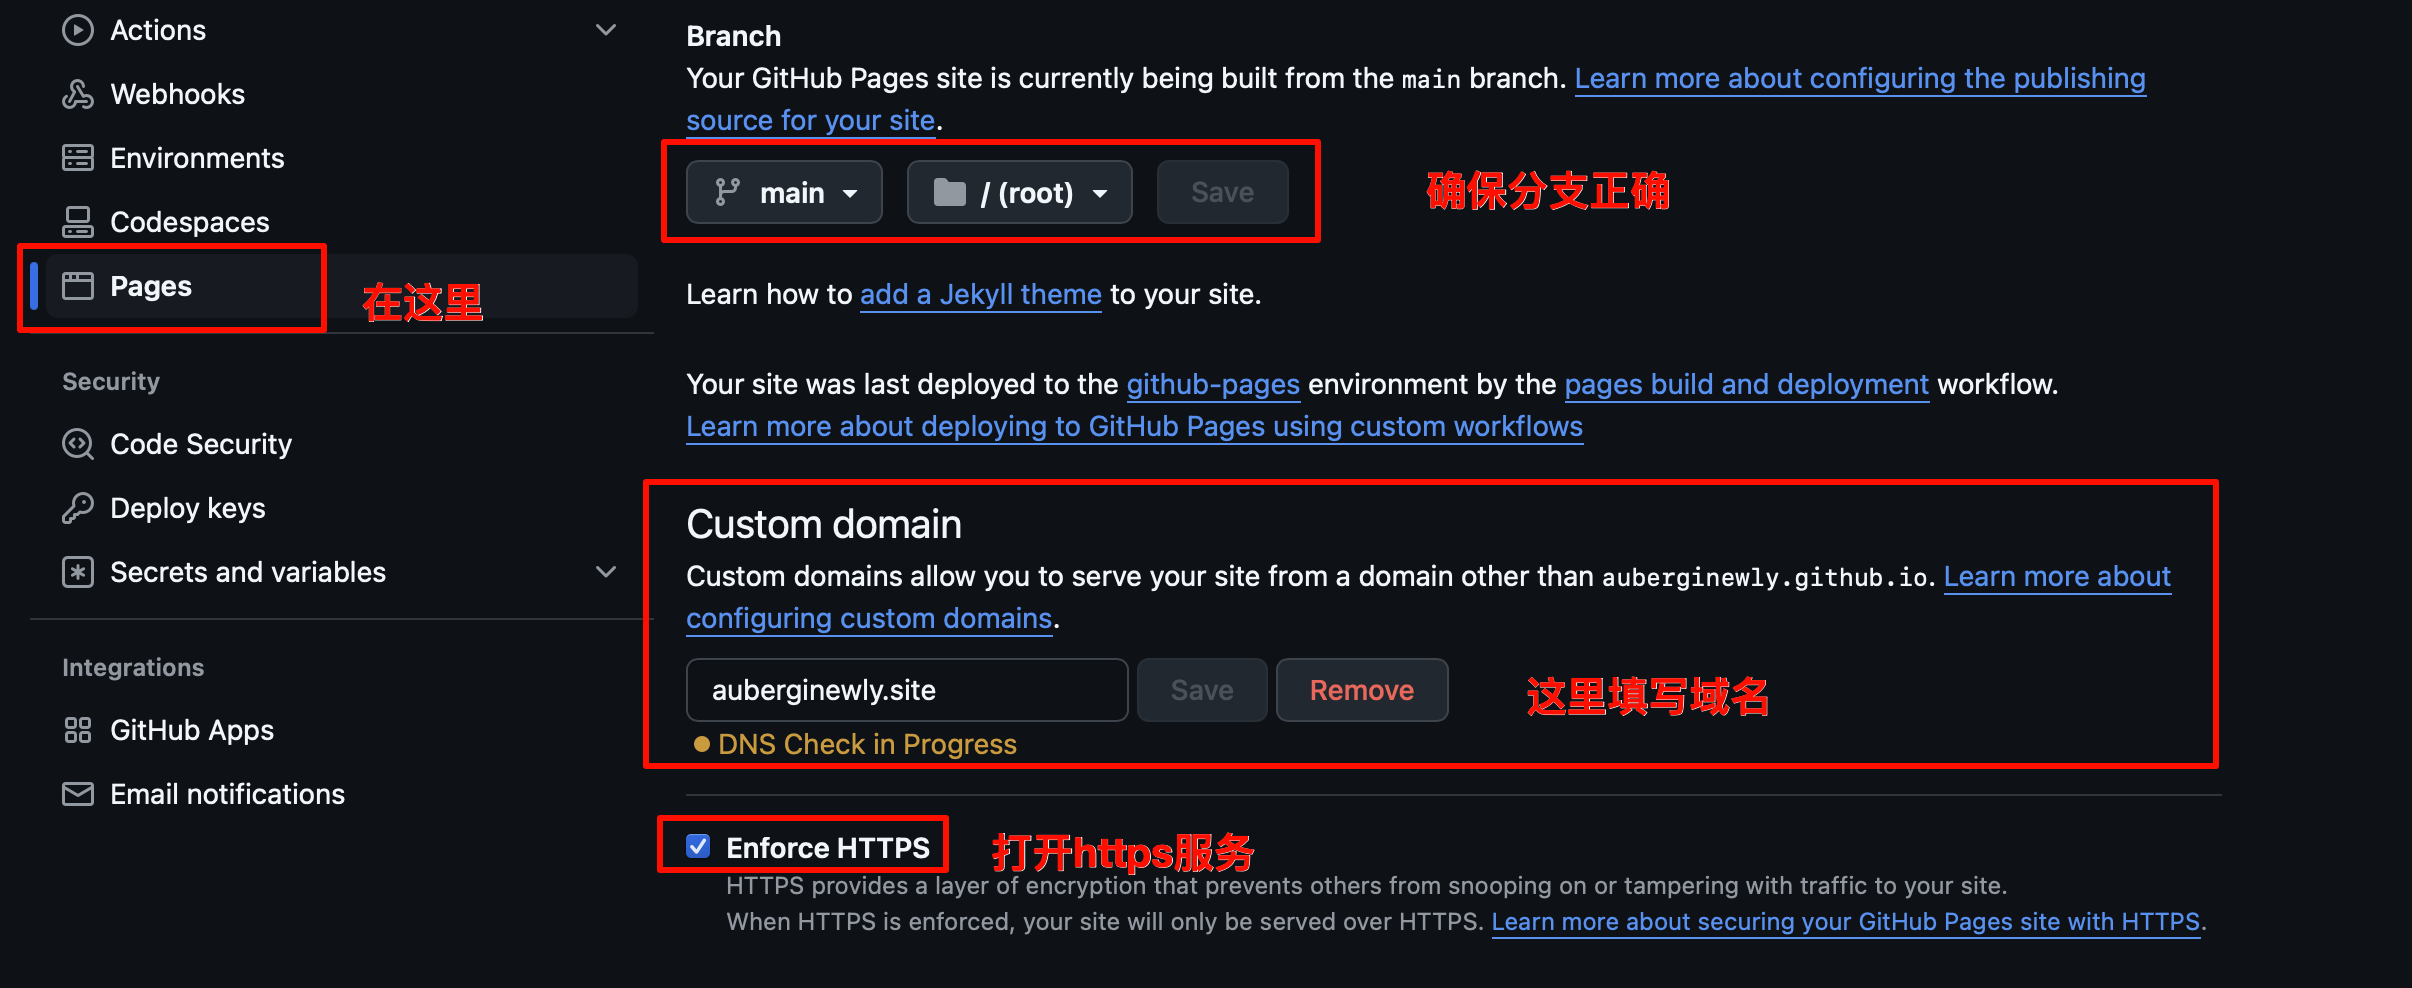 Actions
Webhooks
Environments
Codespaces
Pages
在这里
Security
Code Security
Deploy keys
Secrets and variables
Integrations
GitHub Apps
Email notifications
Branch
Your GitHub Pages site is currently being built from the main branch. Learn more about configuring the publishing
source for your site.
main
/ (root)
Save
确保分支正确
Learn how to add a Jekyll theme to your site.
Your site was last deployed to the github-pages environment by the pages build and deployment workflow.
Learn more about deploying to GitHub Pages using custom workflows
Custom domain
Custom domains allow you to serve your site from a domain other than auberginewly.github.io. Learn more about
configuring custom domains.
auberginewly.site
Save
Remove
这里填写域名
DNS Check in Progress
Enforce HTTPS
打开https服务
HTTPS provides a layer of encryption that prevents others from snooping on or tampering with traffic to your site.
When HTTPS is enforced, your site will only be served over HTTPS. Learn more about securing your GitHub Pages site with HTTPS.